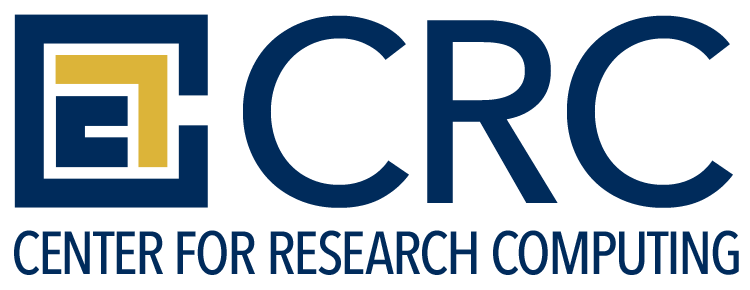 CRC
CENTER FOR RESEARCH COMPUTING